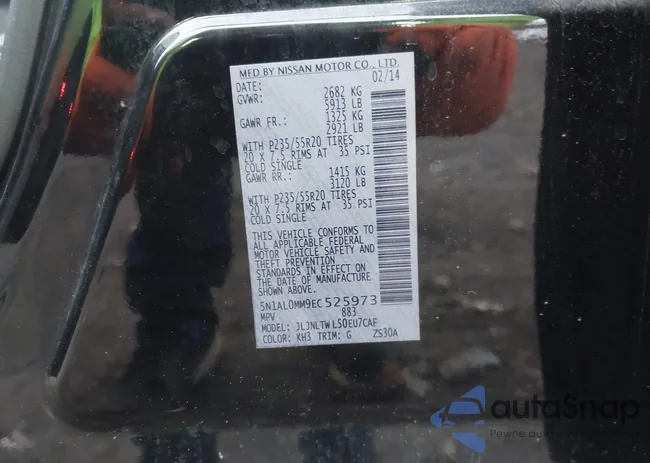 MFD BY NISSAN MOTOR CO., LTD.
DATE: 02/14
GVWR: 2682 KG
5913 LB
GAWR FR.: 1325 KG
2921 LB
WITH P235/55R20 TIRES
20 X 7.5 RIMS AT 35 PSI
COLD SINGLE
GAWR RR.: 1415 KG
3120 LB
WITH P235/55R20 TIRES
20 X 7.5 RIMS AT 35 PSI
COLD SINGLE
THIS VEHICLE CONFORMS TO
ALL APPLICABLE FEDERAL
MOTOR VEHICLE SAFETY AND
THEFT PREVENTION
STANDARDS IN EFFECT ON
THE DATE OF MANUFACTURE
SHOWN ABOVE.
5N1AL0MM9EC525973
MPV 883
MODEL: JLJNLTWL50EU7CAF
COLOR: KH3 TRIM: G ZS30A
autoSnap
Pewne auto